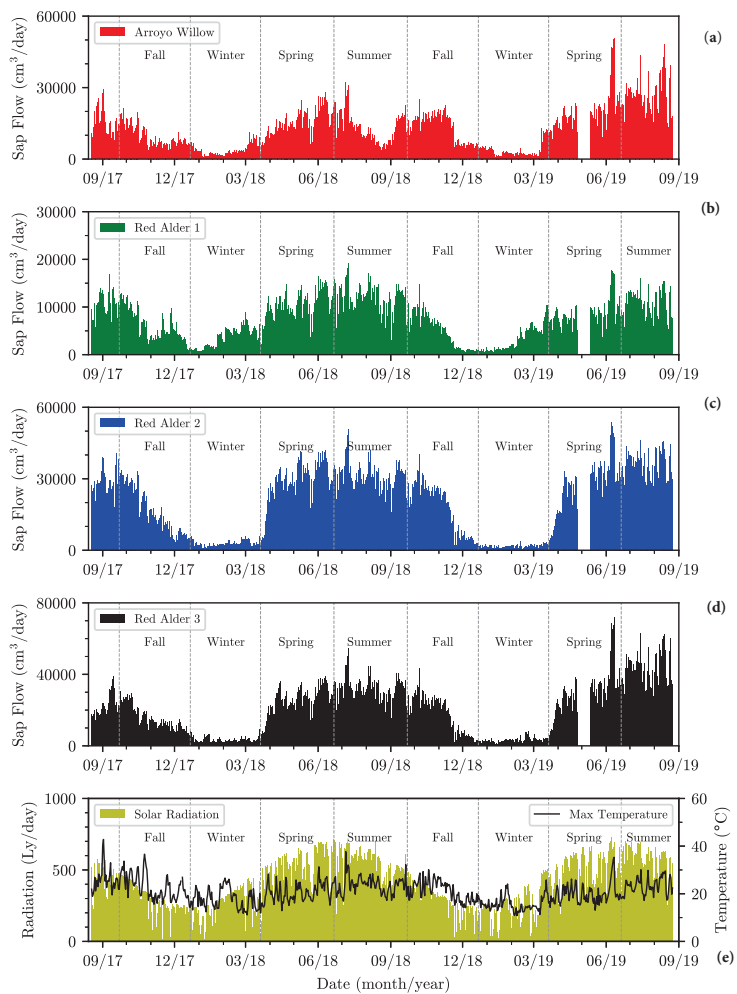 Arroyo Willow
(a)
60000
30000
0
Sap Flow (cm³/day)
Fall Winter Spring Summer Fall Winter Spring
09/17 12/17 03/18 06/18 09/18 12/18 03/19 06/19 09/19
(b)
Red Alder 1
30000
20000
10000
0
Sap Flow (cm³/day)
Fall Winter Spring Summer Fall Winter Spring Summer
09/17 12/17 03/18 06/18 09/18 12/18 03/19 06/19 09/19
(c)
Red Alder 2
60000
30000
0
Sap Flow (cm³/day)
Fall Winter Spring Summer Fall Winter Spring
09/17 12/17 03/18 06/18 09/18 12/18 03/19 06/19 09/19
(d)
Red Alder 3
80000
40000
0
Sap Flow (cm³/day)
Fall Winter Spring Summer Fall Winter Spring
09/17 12/17 03/18 06/18 09/18 12/18 03/19 06/19 09/19
Solar Radiation
Max Temperature
1000
500
0
Radiation (Ly/day)
Fall Winter Spring Summer Fall Winter Spring Summer
60
40
20
0
Temperature (°C)
09/17 12/17 03/18 06/18 09/18 12/18 03/19 06/19 09/19
(e)
Date (month/year)